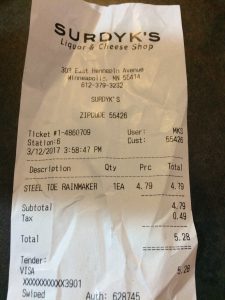 SURDYK'S
Liquor & Cheese Shop
303 East Hennepin Avenue
Minneapolis, MN 55414
612-379-3232
SURDYK'S
ZIPCODE 55426
Ticket #1-4860709 User: MKS
Station:6 Cust: 55426
3/12/2017 3:58:47 PM
Description Qty Prc Total
STEEL TOE RAINMAKER 1EA 4.79 4.79
Subtotal 4.79
Tax 0.49
Total 5.28
Tender:
VISA 5.28
XXXXXXXXXXXX3901
Swiped Auth: 628745